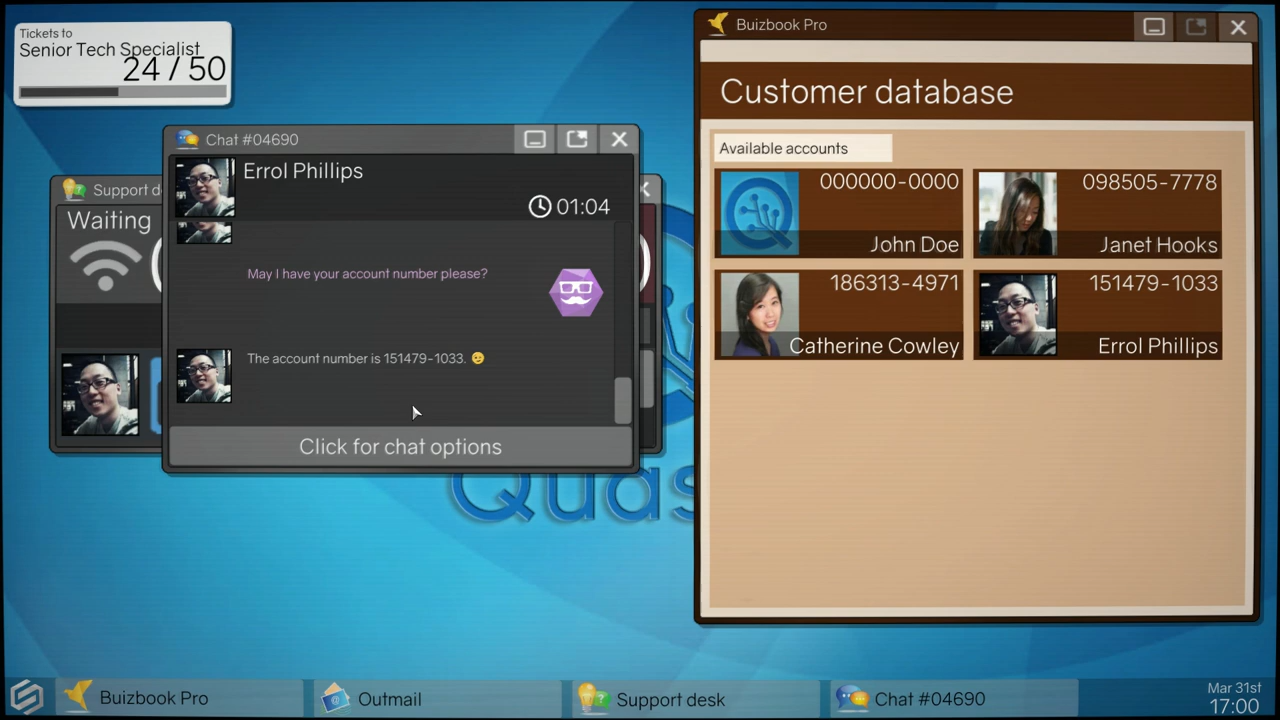 Tickets to
Senior Tech Specialist
24 / 50
Buizbook Pro
Customer database
Available accounts
000000-0000
John Doe
098505-7778
Janet Hooks
186313-4971
Catherine Cowley
151479-1033
Errol Phillips
Chat #04690
Errol Phillips
01:04
May I have your account number please?
The account number is 151479-1033. 😉
Click for chat options
Support d
Waiting
Quas
Buizbook Pro
Outmail
Support desk
Chat #04690
Mar 31st
17:00